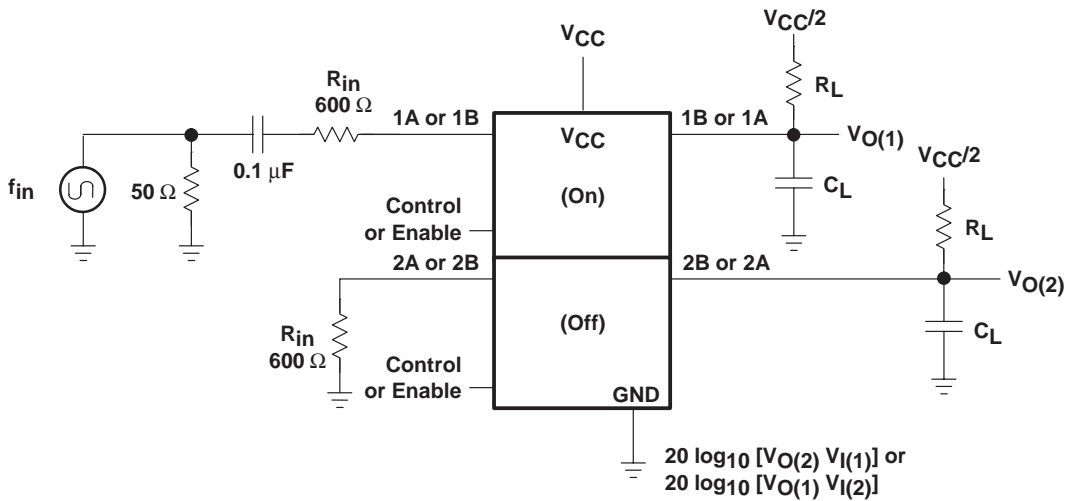 VCC/2
VCC
Rin
600 Ω
RL
1A or 1B
1B or 1A
VCC
VO(1)
0.1 μF
VCC/2
fin
50 Ω
(On)
CL
Control
or Enable
RL
2A or 2B
2B or 2A
VO(2)
(Off)
Rin
600 Ω
CL
Control
or Enable
GND
20 log10 [VO(2) VI(1)] or
20 log10 [VO(1) VI(2)]